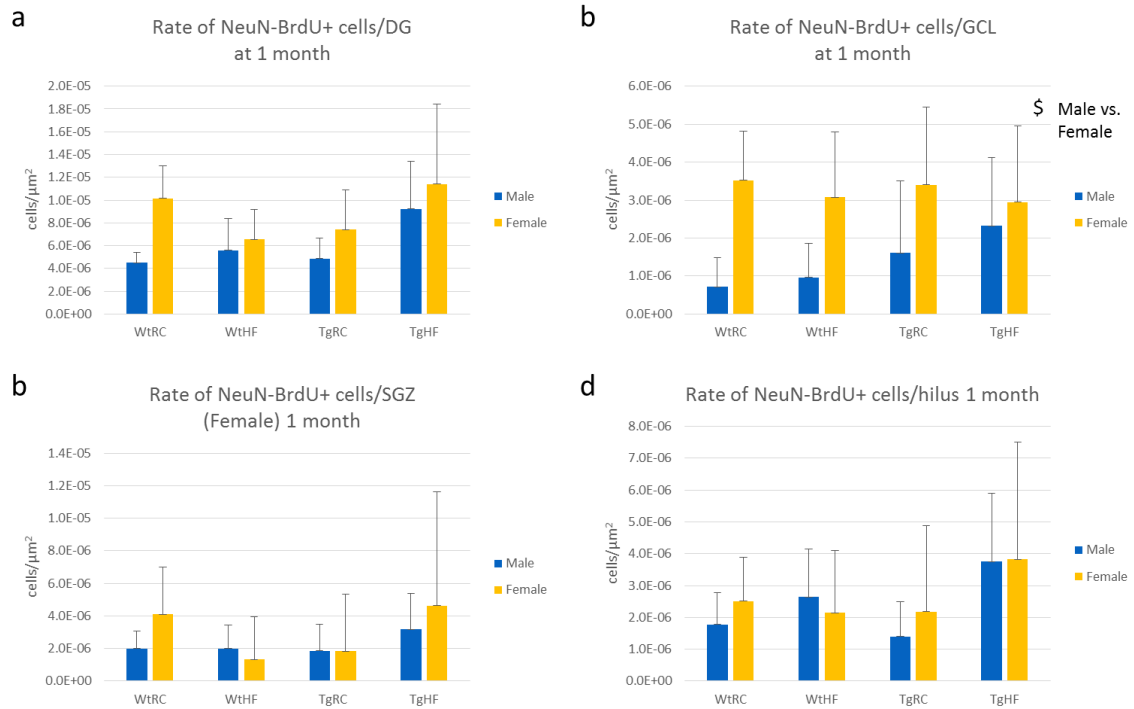 a
Rate of NeuN-BrdU+ cells/DG
at 1 month
2.0E-05
1.8E-05
1.6E-05
1.4E-05
1.2E-05
1.0E-05
8.0E-06
6.0E-06
4.0E-06
2.0E-06
0.0E+00
cells/µm²
WtRC WtHF TgRC TgHF
Male
Female
b
Rate of NeuN-BrdU+ cells/GCL
at 1 month
6.0E-06
5.0E-06
4.0E-06
3.0E-06
2.0E-06
1.0E-06
0.0E+00
cells/µm²
WtRC WtHF TgRC TgHF
$ Male vs.
Female
Male
Female
b
Rate of NeuN-BrdU+ cells/SGZ
(Female) 1 month
1.4E-05
1.2E-05
1.0E-05
8.0E-06
6.0E-06
4.0E-06
2.0E-06
0.0E+00
cells/µm²
WtRC WtHF TgRC TgHF
Male
Female
d
Rate of NeuN-BrdU+ cells/hilus 1 month
8.0E-06
7.0E-06
6.0E-06
5.0E-06
4.0E-06
3.0E-06
2.0E-06
1.0E-06
0.0E+00
cells/µm²
WtRC WtHF TgRC TgHF
Male
Female